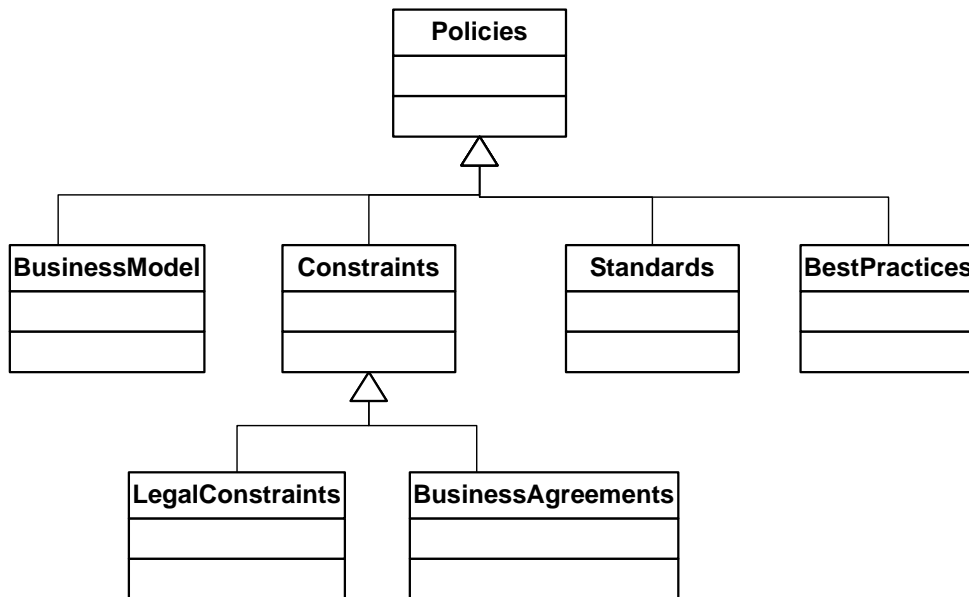 Policies
BusinessModel
Constraints
Standards
BestPractices
LegalConstraints
BusinessAgreements